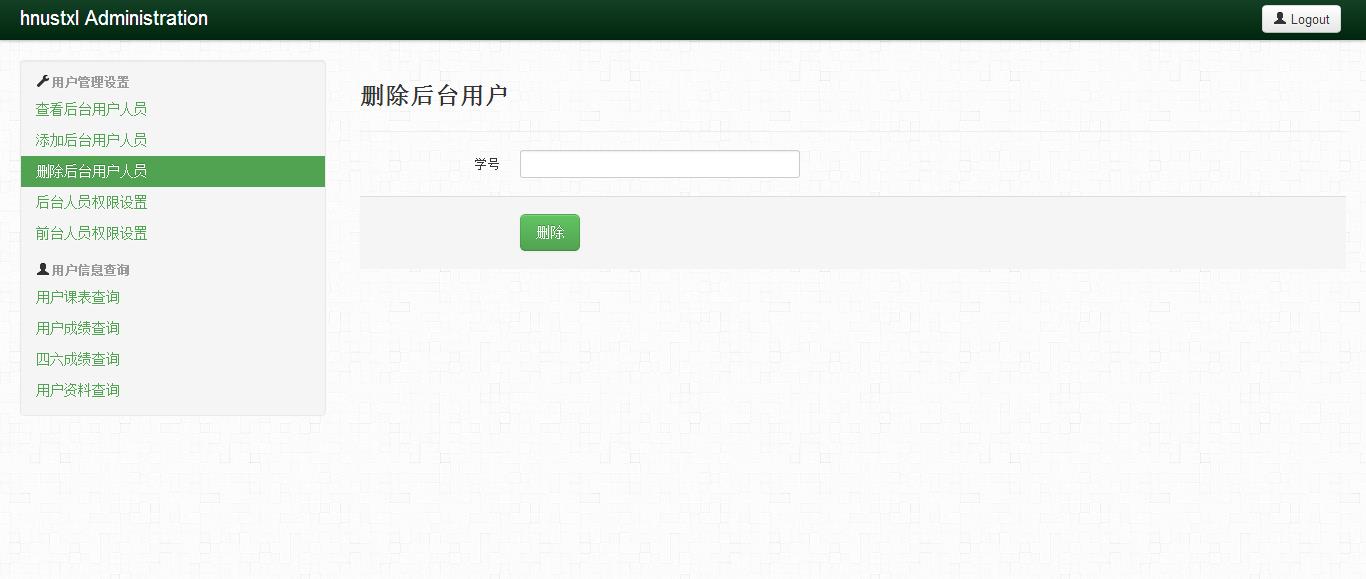 hnustxl Administration
Logout
用户管理设置
查看后台用户人员
添加后台用户人员
删除后台用户人员
后台人员权限设置
前台人员权限设置
用户信息查询
用户课表查询
用户成绩查询
四六成绩查询
用户资料查询
删除后台用户
学号
删除